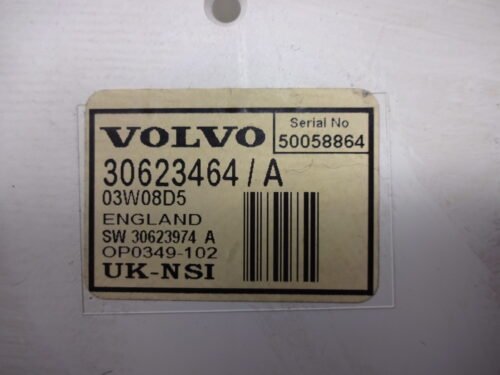 VOLVO
Serial No
50058864
30623464/A
03W08D5
ENGLAND
SW 30623974 A
OP0349-102
UK-NSI